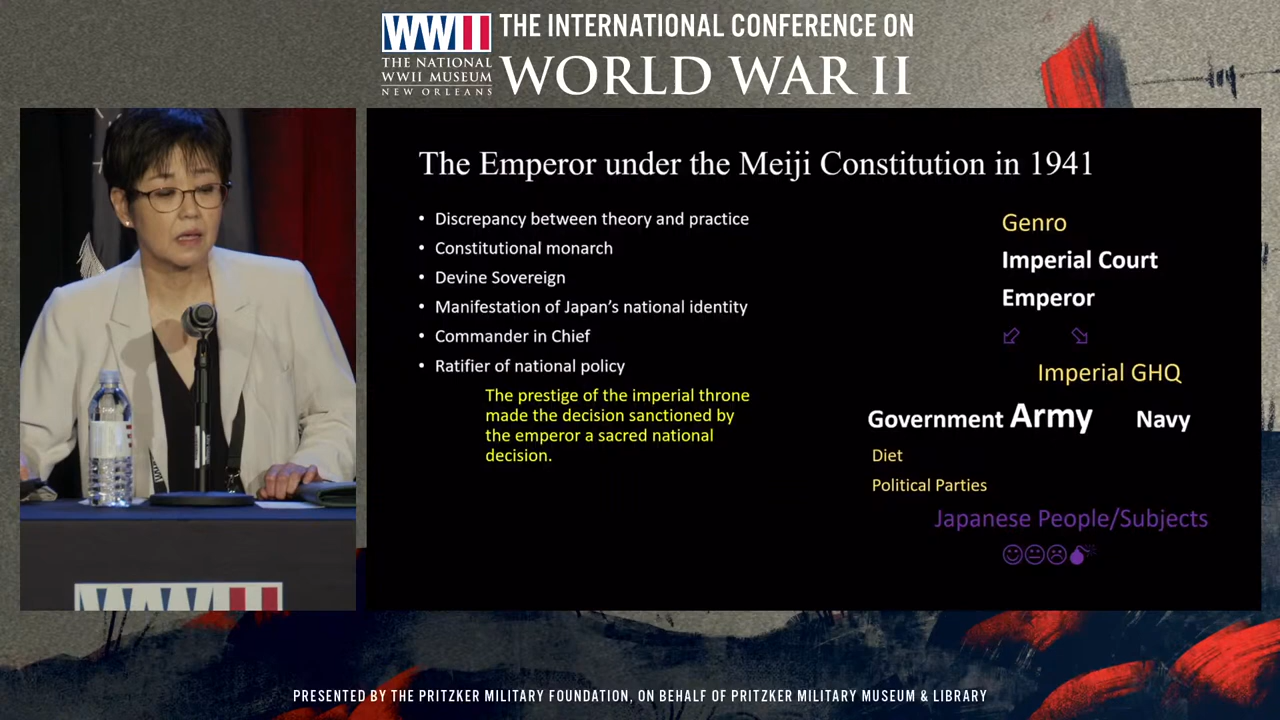 WWII
THE NATIONAL
WWII MUSEUM
NEW ORLEANS
THE INTERNATIONAL CONFERENCE ON
WORLD WAR II
The Emperor under the Meiji Constitution in 1941
• Discrepancy between theory and practice
• Constitutional monarch
• Devine Sovereign
• Manifestation of Japan's national identity
• Commander in Chief
• Ratifier of national policy
The prestige of the imperial throne
made the decision sanctioned by
the emperor a sacred national
decision.
Genro
Imperial Court
Emperor
Imperial GHQ
Government Army Navy
Diet
Political Parties
Japanese People/Subjects
WWII
PRESENTED BY THE PRITZKER MILITARY FOUNDATION, ON BEHALF OF PRITZKER MILITARY MUSEUM & LIBRARY